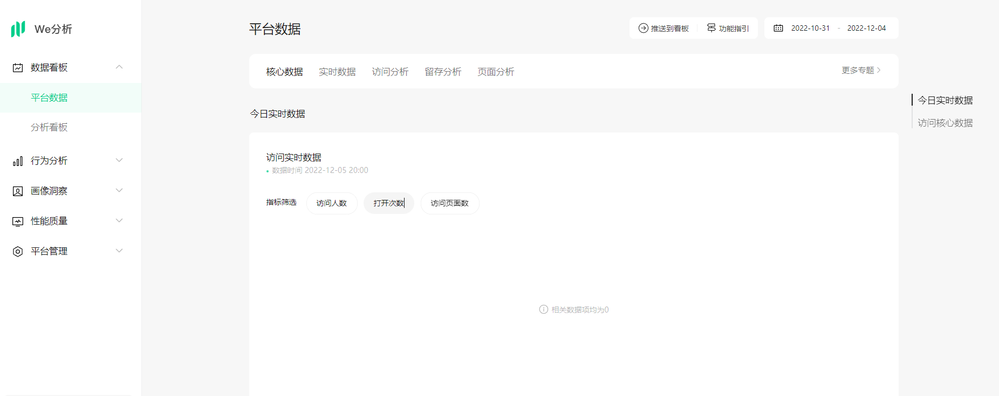 We分析
数据看板
平台数据
分析看板
行为分析
画像洞察
性能质量
平台管理
平台数据
推送到看板
功能指引
2022-10-31 - 2022-12-04
核心数据 实时数据 访问分析 留存分析 页面分析
更多专题
今日实时数据
访问实时数据
数据时间 2022-12-05 20:00
指标筛选 访问人数 打开次数 访问页面数
相关数据项均为0
今日实时数据
访问核心数据